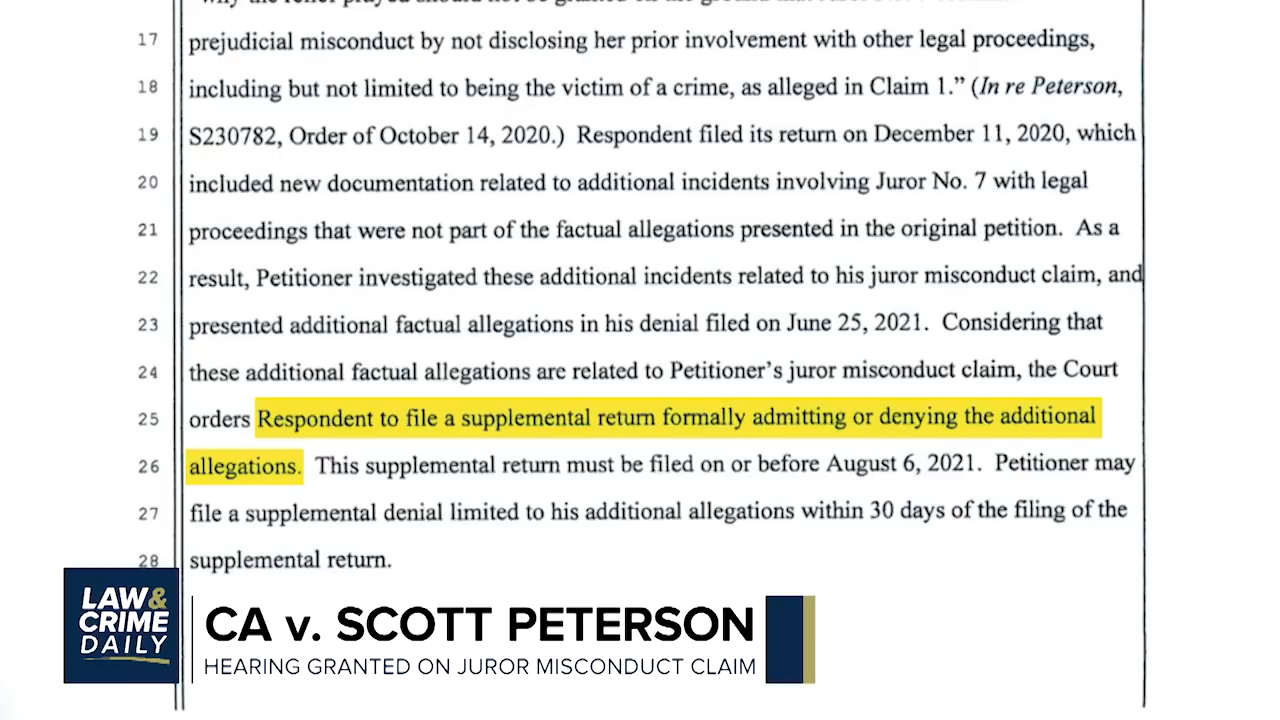 17 prejudicial misconduct by not disclosing her prior involvement with other legal proceedings,
18 including but not limited to being the victim of a crime, as alleged in Claim 1.” (In re Peterson,
19 S230782, Order of October 14, 2020.) Respondent filed its return on December 11, 2020, which
20 included new documentation related to additional incidents involving Juror No. 7 with legal
21 proceedings that were not part of the factual allegations presented in the original petition. As a
22 result, Petitioner investigated these additional incidents related to his juror misconduct claim, and
23 presented additional factual allegations in his denial filed on June 25, 2021. Considering that
24 these additional factual allegations are related to Petitioner’s juror misconduct claim, the Court
25 orders Respondent to file a supplemental return formally admitting or denying the additional
26 allegations. This supplemental return must be filed on or before August 6, 2021. Petitioner may
27 file a supplemental denial limited to his additional allegations within 30 days of the filing of the
28 supplemental return.
LAW&
CRIME
DAILY
CA v. SCOTT PETERSON
HEARING GRANTED ON JUROR MISCONDUCT CLAIM